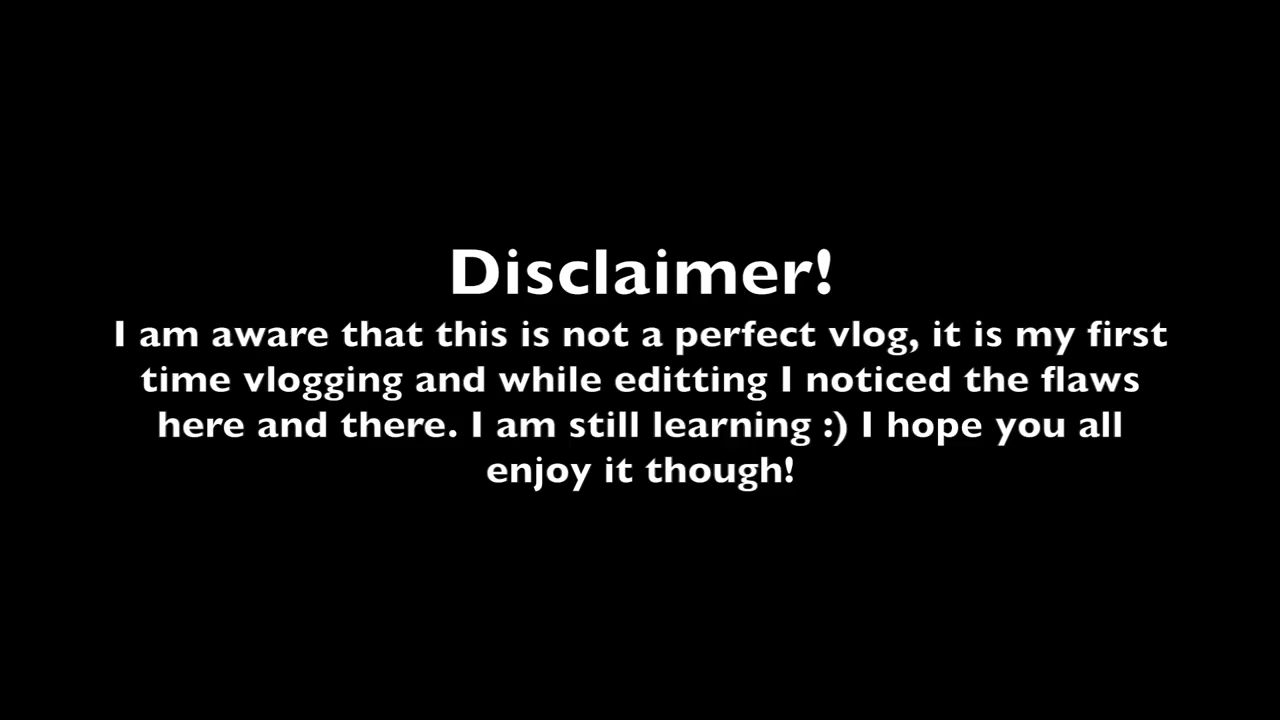 Disclaimer!
I am aware that this is not a perfect vlog, it is my first
time vlogging and while editting I noticed the flaws
here and there. I am still learning :) I hope you all
enjoy it though!